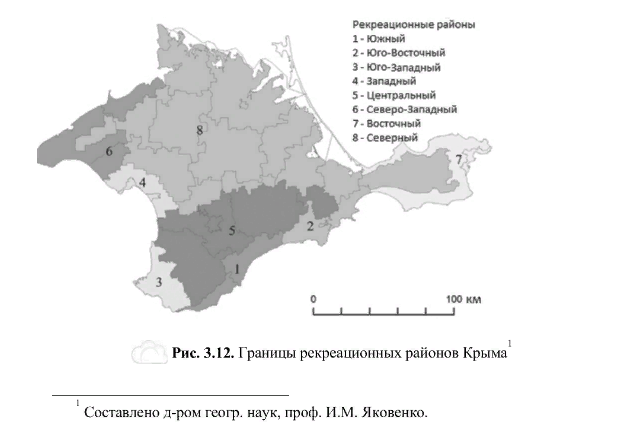 Рекреационные районы
1 - Южный
2 - Юго-Восточный
3 - Юго-Западный
4 - Западный
5 - Центральный
6 - Северо-Западный
7 - Восточный
8 - Северный
8
7
6
4
2
5
1
3
0 100 км
Рис. 3.12. Границы рекреационных районов Крыма1
1 Составлено д-ром геогр. наук, проф. И.М. Яковенко.